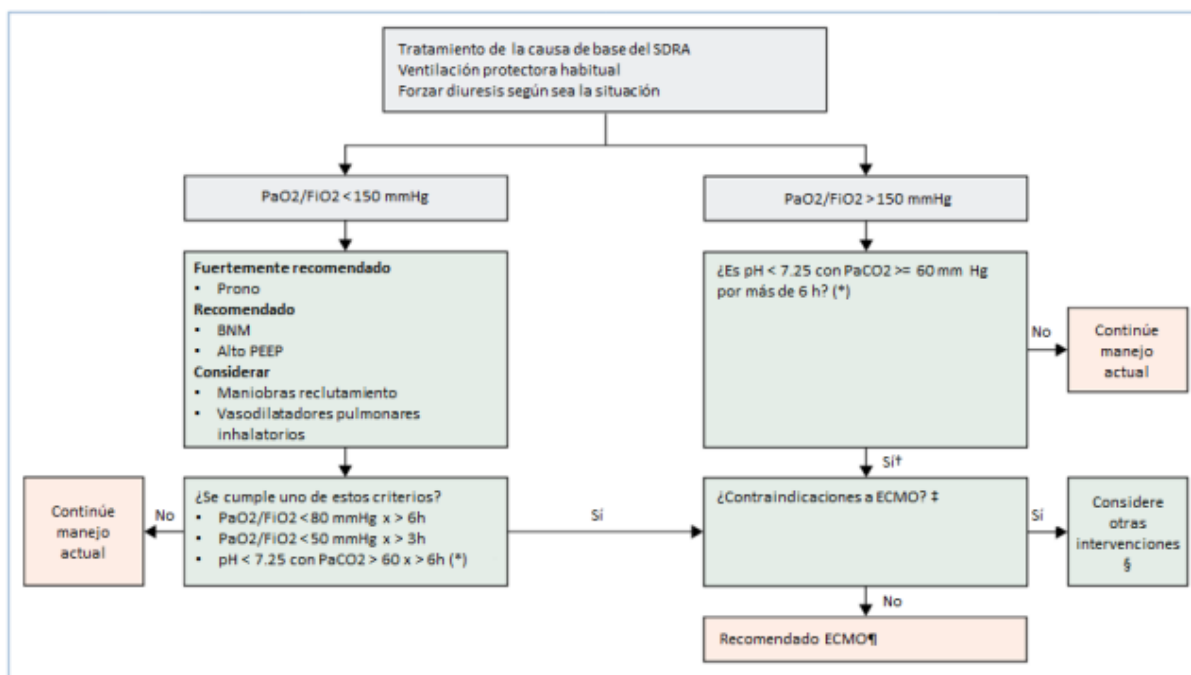 Tratamiento de la causa de base del SDRA
Ventilación protectora habitual
Forzar diuresis según sea la situación
PaO2/FiO2 < 150 mmHg
PaO2/FiO2 > 150 mmHg
Fuertemente recomendado
▪ Prono
Recomendado
▪ BNM
▪ Alto PEEP
Considerar
▪ Maniobras reclutamiento
▪ Vasodilatadores pulmonares
inhalatorios
¿Es pH < 7.25 con PaCO2 >= 60 mm Hg
por más de 6 h? (*)
No
Continúe
manejo
actual
Sí†
Continúe
manejo
actual
No
¿Se cumple uno de estos criterios?
▪ PaO2/FiO2 < 80 mmHg x > 6h
▪ PaO2/FiO2 < 50 mmHg x > 3h
▪ pH < 7.25 con PaCO2 > 60 x > 6h (*)
Sí
¿Contraindicaciones a ECMO? ‡
Sí
Considere
otras
intervenciones
§
No
Recomendado ECMO¶